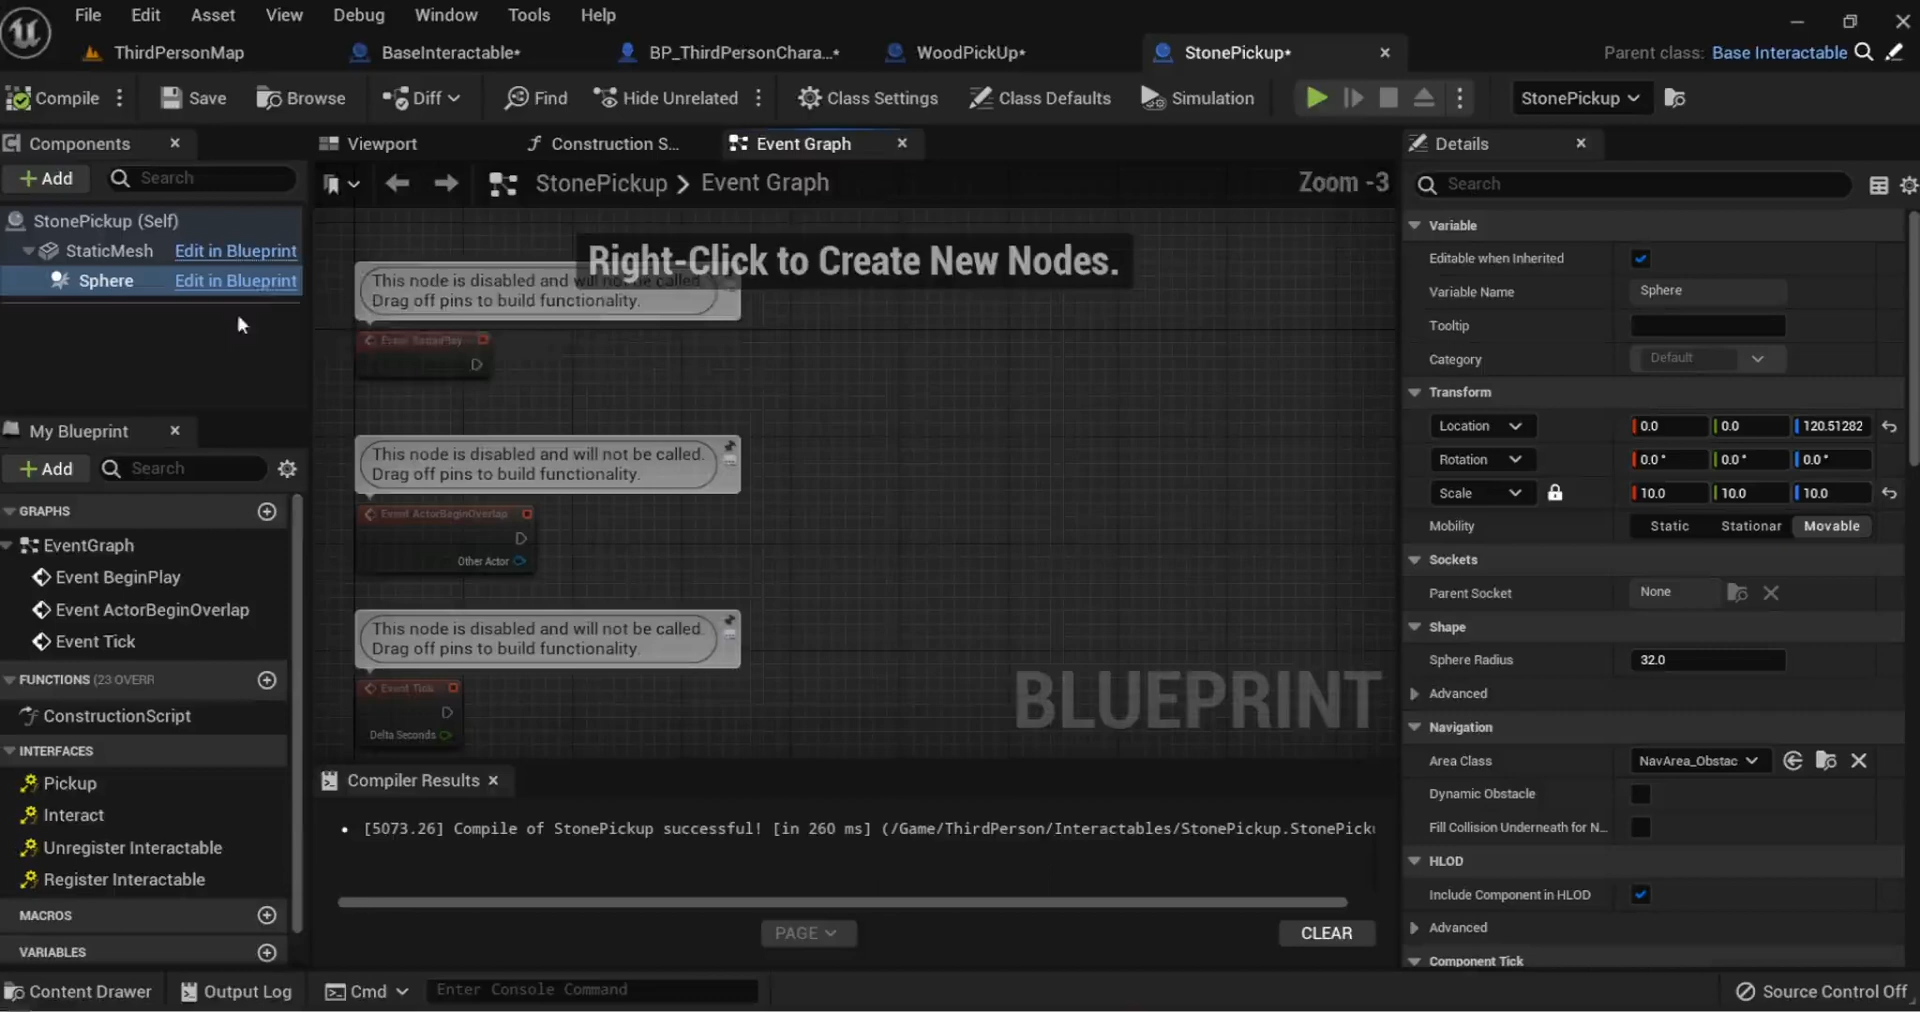 File Edit Asset View Window Debug Tools Help
ThirdPersonMap BaseInteractable* BP_ThirdPersonChara...* WoodPickUp* StonePickup* Parent class: Base Interactable
Compile Save Browse Diff Find Hide Unrelated Class Settings Class Defaults Simulation StonePickup
Components
Add Search
StonePickup (Self)
StaticMesh Edit in Blueprint
Sphere Edit in Blueprint
My Blueprint
Add Search
GRAPHS
EventGraph
Event BeginPlay
Event ActorBeginOverlap
Event Tick
FUNCTIONS (23 OVERR
ConstructionScript
INTERFACES
Pickup
Interact
Unregister Interactable
Register Interactable
MACROS
VARIABLES
Viewport Construction S... Event Graph
StonePickup > Event Graph Zoom -3
Right-Click to Create New Nodes.
This node is disabled and will not be called.
Drag off pins to build functionality.
Event BeginPlay
This node is disabled and will not be called.
Drag off pins to build functionality.
Event ActorBeginOverlap
Other Actor
This node is disabled and will not be called.
Drag off pins to build functionality.
Event Tick
Delta Seconds
BLUEPRINT
Compiler Results
[5073.26] Compile of StonePickup successful! [in 260 ms] (/Game/ThirdPerson/Interactables/StonePickup.StonePick
PAGE CLEAR
Details
Search
Variable
Editable when Inherited
Variable Name Sphere
Tooltip
Category Default
Transform
Location 0.0 0.0 120.51282
Rotation 0.0° 0.0° 0.0°
Scale 10.0 10.0 10.0
Mobility Static Stationar Movable
Sockets
Parent Socket None
Shape
Sphere Radius 32.0
Advanced
Navigation
Area Class NavArea_Obstac
Dynamic Obstacle
Fill Collision Underneath for N...
HLOD
Include Component in HLOD
Advanced
Component Tick
Content Drawer Output Log Cmd Enter Console Command Source Control Off